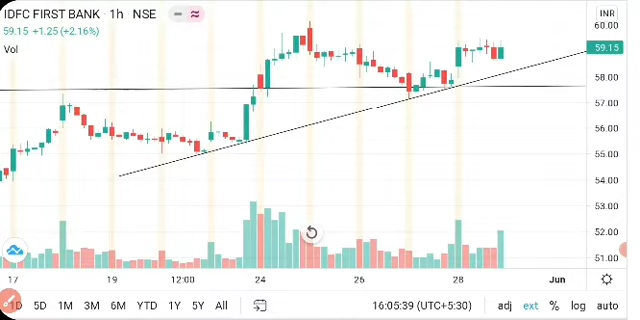 IDFC FIRST BANK · 1h NSE
INR
59.15 +1.25 (+2.16%)
Vol
60.00
59.15
58.00
57.00
56.00
55.00
54.00
53.00
52.00
51.00
17 19 12:00 24 26 28 Jun
1D 5D 1M 3M 6M YTD 1Y 5Y All 16:05:39 (UTC+5:30) adj ext % log auto